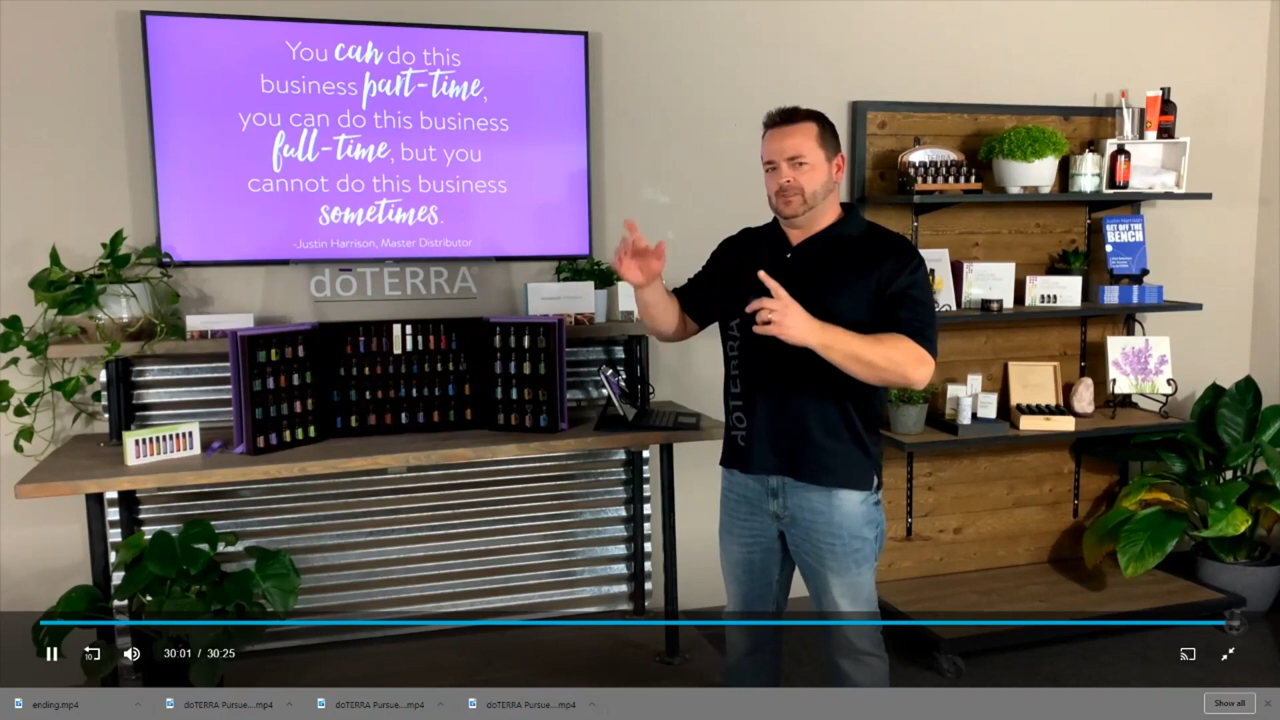 You can do this
business part-time,
you can do this business
full-time, but you
cannot do this business
sometimes.
-Justin Harrison, Master Distributor
dōTERRA
dōTERRA
Justin Harrison
GET OFF THE
BENCH
30:01 / 30:25
ending.mp4
doTERRA Pursue....mp4
doTERRA Pursue....mp4
doTERRA Pursue....mp4
Show all